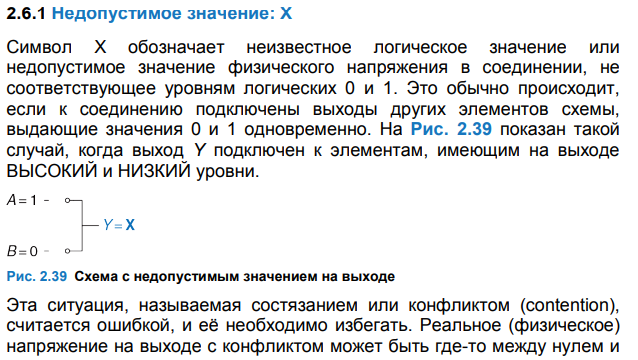 2.6.1 Недопустимое значение: X
Символ X обозначает неизвестное логическое значение или
недопустимое значение физического напряжения в соединении, не
соответствующее уровням логических 0 и 1. Это обычно происходит,
если к соединению подключены выходы других элементов схемы,
выдающие значения 0 и 1 одновременно. На Рис. 2.39 показан такой
случай, когда выход Y подключен к элементам, имеющим на выходе
ВЫСОКИЙ и НИЗКИЙ уровни.
A = 1
Y = X
B = 0
Рис. 2.39 Схема с недопустимым значением на выходе
Эта ситуация, называемая состязанием или конфликтом (contention),
считается ошибкой, и её необходимо избегать. Реальное (физическое)
напряжение на выходе с конфликтом может быть где-то между нулем и